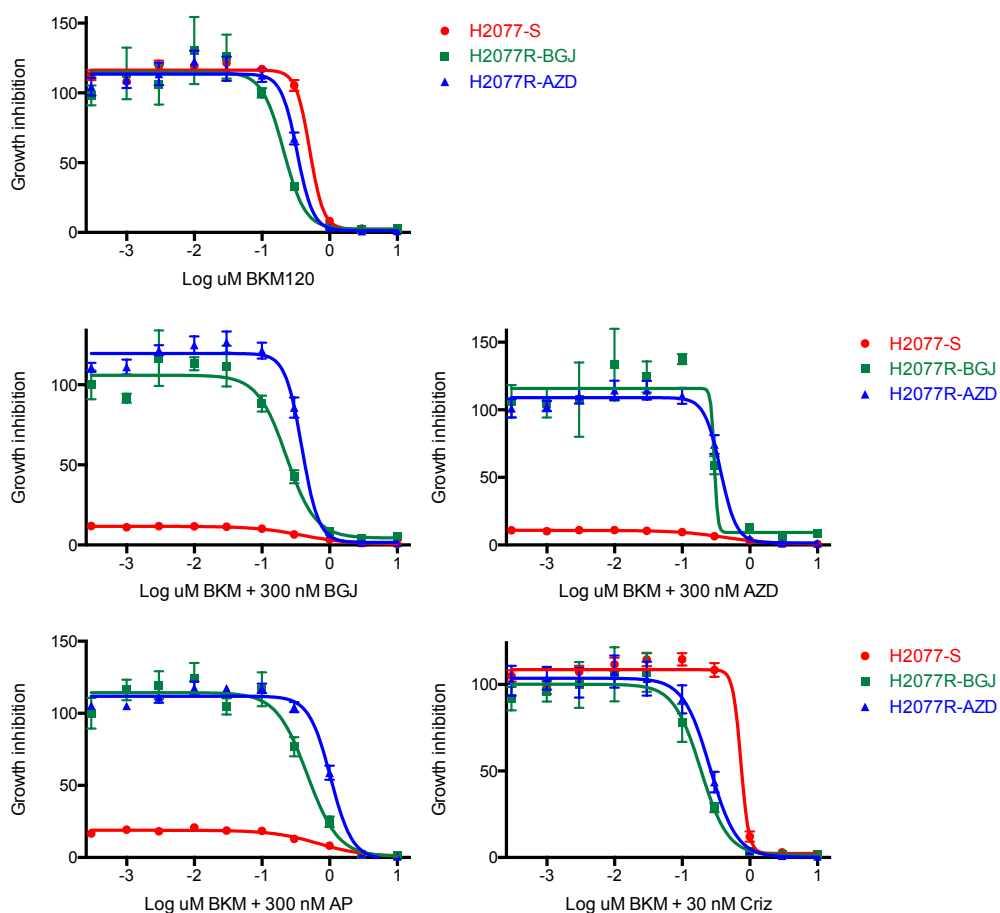 150
100
50
0
Growth inhibition
-3 -2 -1 0 1
Log uM BKM120
H2077-S
H2077R-BGJ
H2077R-AZD
100
50
0
Growth inhibition
-3 -2 -1 0 1
Log uM BKM + 300 nM BGJ
150
100
50
0
Growth inhibition
-3 -2 -1 0 1
Log uM BKM + 300 nM AZD
H2077-S
H2077R-BGJ
H2077R-AZD
150
100
50
0
Growth inhibition
-3 -2 -1 0 1
Log uM BKM + 300 nM AP
100
50
0
Growth inhibition
-3 -2 -1 0 1
Log uM BKM + 30 nM Criz
H2077-S
H2077R-BGJ
H2077R-AZD